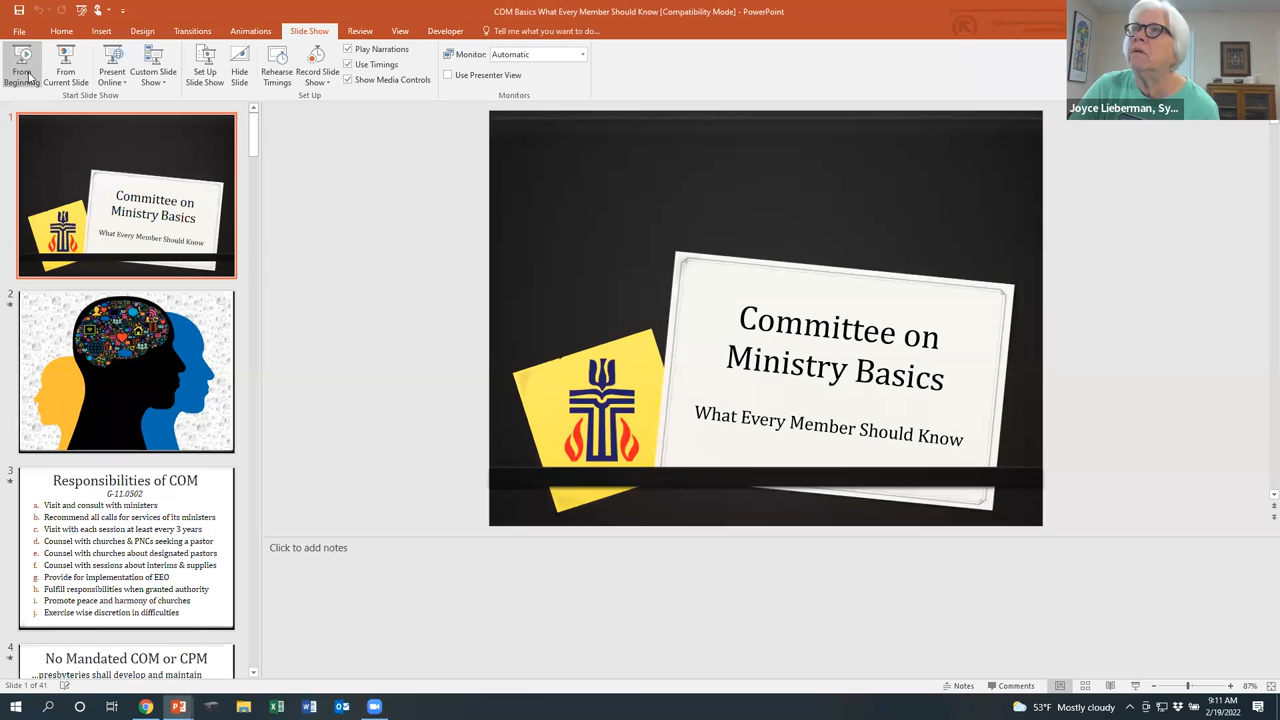 COM Basics What Every Member Should Know [Compatibility Mode] - PowerPoint
File Home Insert Design Transitions Animations Slide Show Review View Developer Tell me what you want to do...
From Beginning
From Current Slide
Present Online
Custom Slide Show
Set Up Slide Show
Hide Slide
Rehearse Timings
Record Slide Show
Play Narrations
Use Timings
Show Media Controls
Monitor: Automatic
Use Presenter View
Start Slide Show
Set Up
Monitors
Joyce Lieberman, Sy...
1
Committee on
Ministry Basics
What Every Member Should Know
2
3
Responsibilities of COM
G-11.0502
a. Visit and consult with ministers
b. Recommend all calls for services of its ministers
c. Visit with each session at least every 3 years
d. Counsel with churches & PNCs seeking a pastor
e. Counsel with churches about designated pastors
f. Counsel with sessions about interims & supplies
g. Provide for implementation of EEO
h. Fulfill responsibilities when granted authority
i. Promote peace and harmony of churches
j. Exercise wise discretion in difficulties
4
No Mandated COM or CPM
...presbyteries shall develop and maintain
Committee on
Ministry Basics
What Every Member Should Know
Click to add notes
Slide 1 of 41
Notes
Comments
87%
53°F Mostly cloudy
9:11 AM
2/19/2022